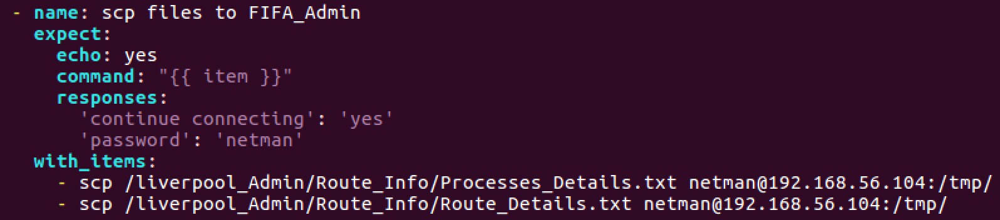 - name: scp files to FIFA_Admin
  expect:
    echo: yes
    command: "{{ item }}"
    responses:
      'continue connecting': 'yes'
      'password': 'netman'
  with_items:
    - scp /liverpool_Admin/Route_Info/Processes_Details.txt netman@192.168.56.104:/tmp/
    - scp /liverpool_Admin/Route_Info/Route_Details.txt netman@192.168.56.104:/tmp/